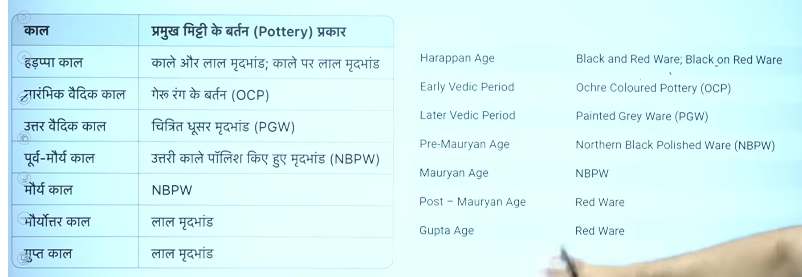 काल प्रमुख मिट्टी के बर्तन (Pottery) प्रकार
हड़प्पा काल काले और लाल मृदभांड; काले पर लाल मृदभांड
प्रारंभिक वैदिक काल गेरू रंग के बर्तन (OCP)
उत्तर वैदिक काल चित्रित धूसर मृदभांड (PGW)
पूर्व-मौर्य काल उत्तरी काले पॉलिश किए हुए मृदभांड (NBPW)
मौर्य काल NBPW
मौर्योत्तर काल लाल मृदभांड
गुप्त काल लाल मृदभांड
Harappan Age Black and Red Ware; Black on Red Ware
Early Vedic Period Ochre Coloured Pottery (OCP)
Later Vedic Period Painted Grey Ware (PGW)
Pre-Mauryan Age Northern Black Polished Ware (NBPW)
Mauryan Age NBPW
Post – Mauryan Age Red Ware
Gupta Age Red Ware